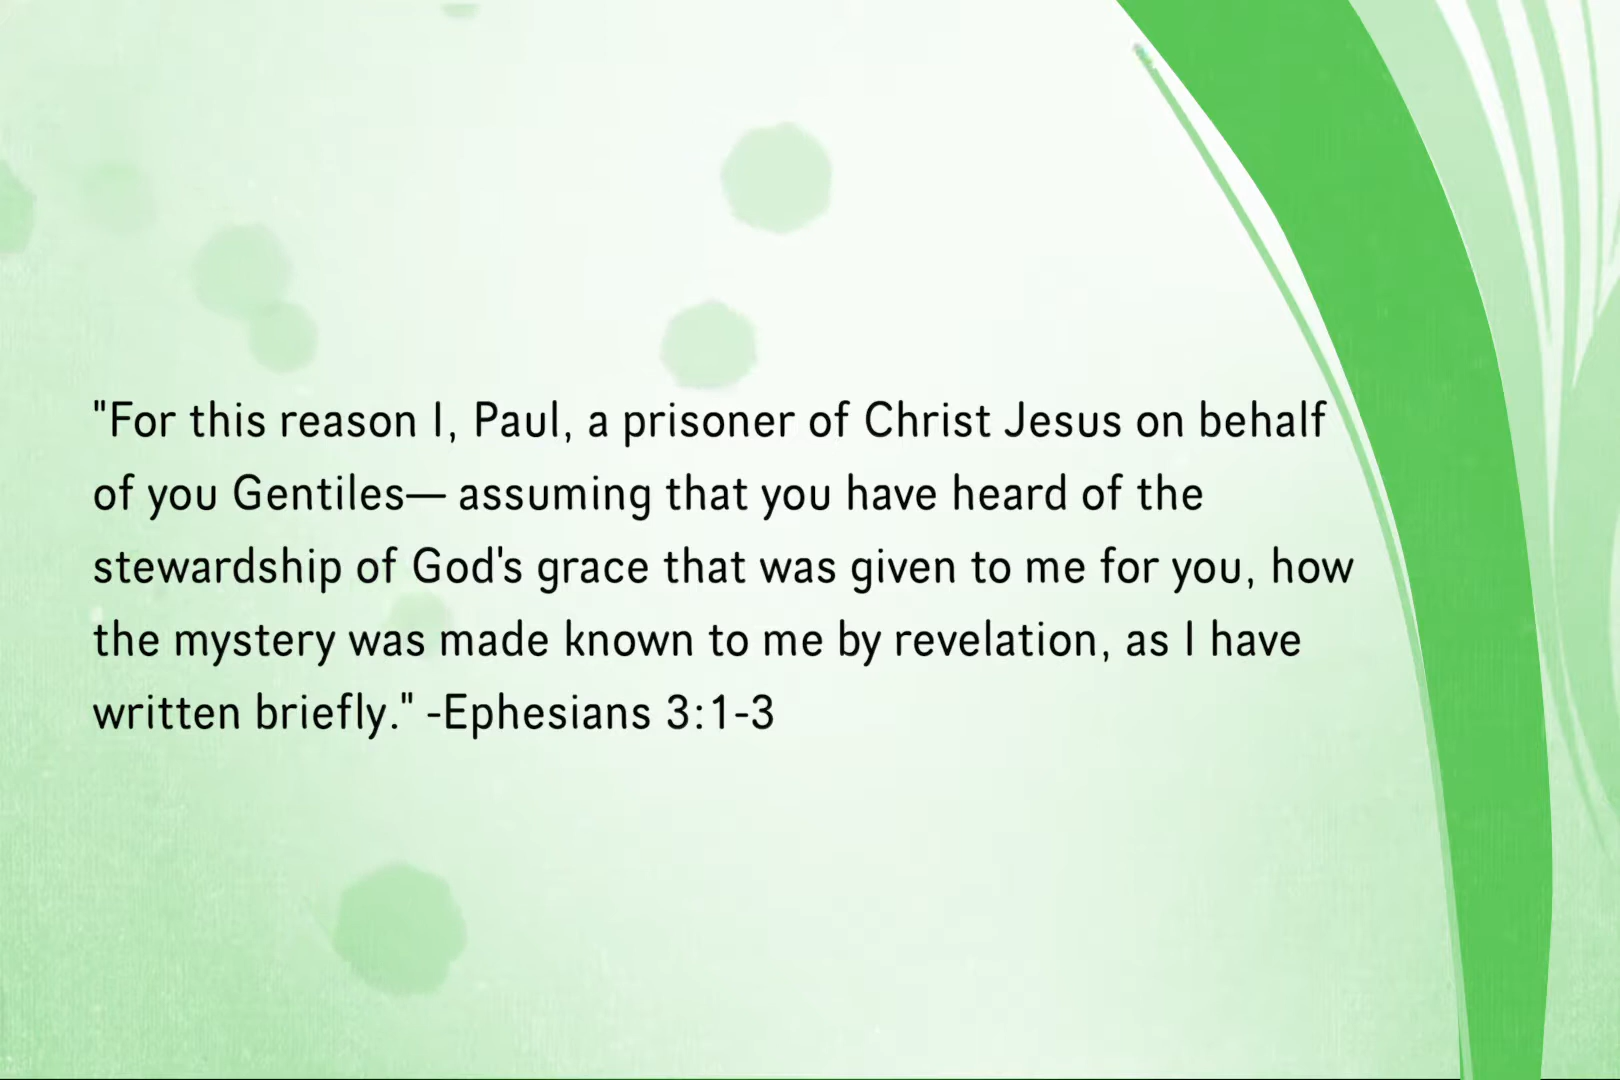 "For this reason I, Paul, a prisoner of Christ Jesus on behalf
of you Gentiles— assuming that you have heard of the
stewardship of God's grace that was given to me for you, how
the mystery was made known to me by revelation, as I have
written briefly." -Ephesians 3:1-3